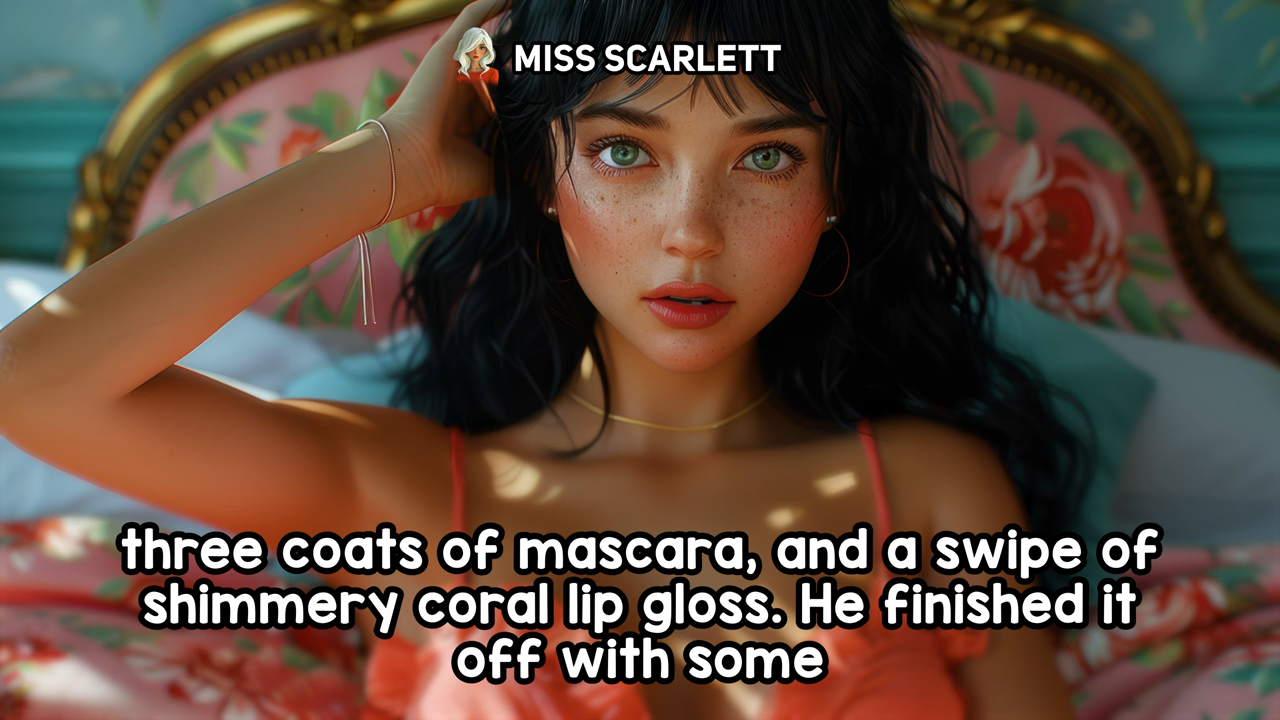 MISS SCARLETT
three coats of mascara, and a swipe of
shimmery coral lip gloss. He finished it
off with some